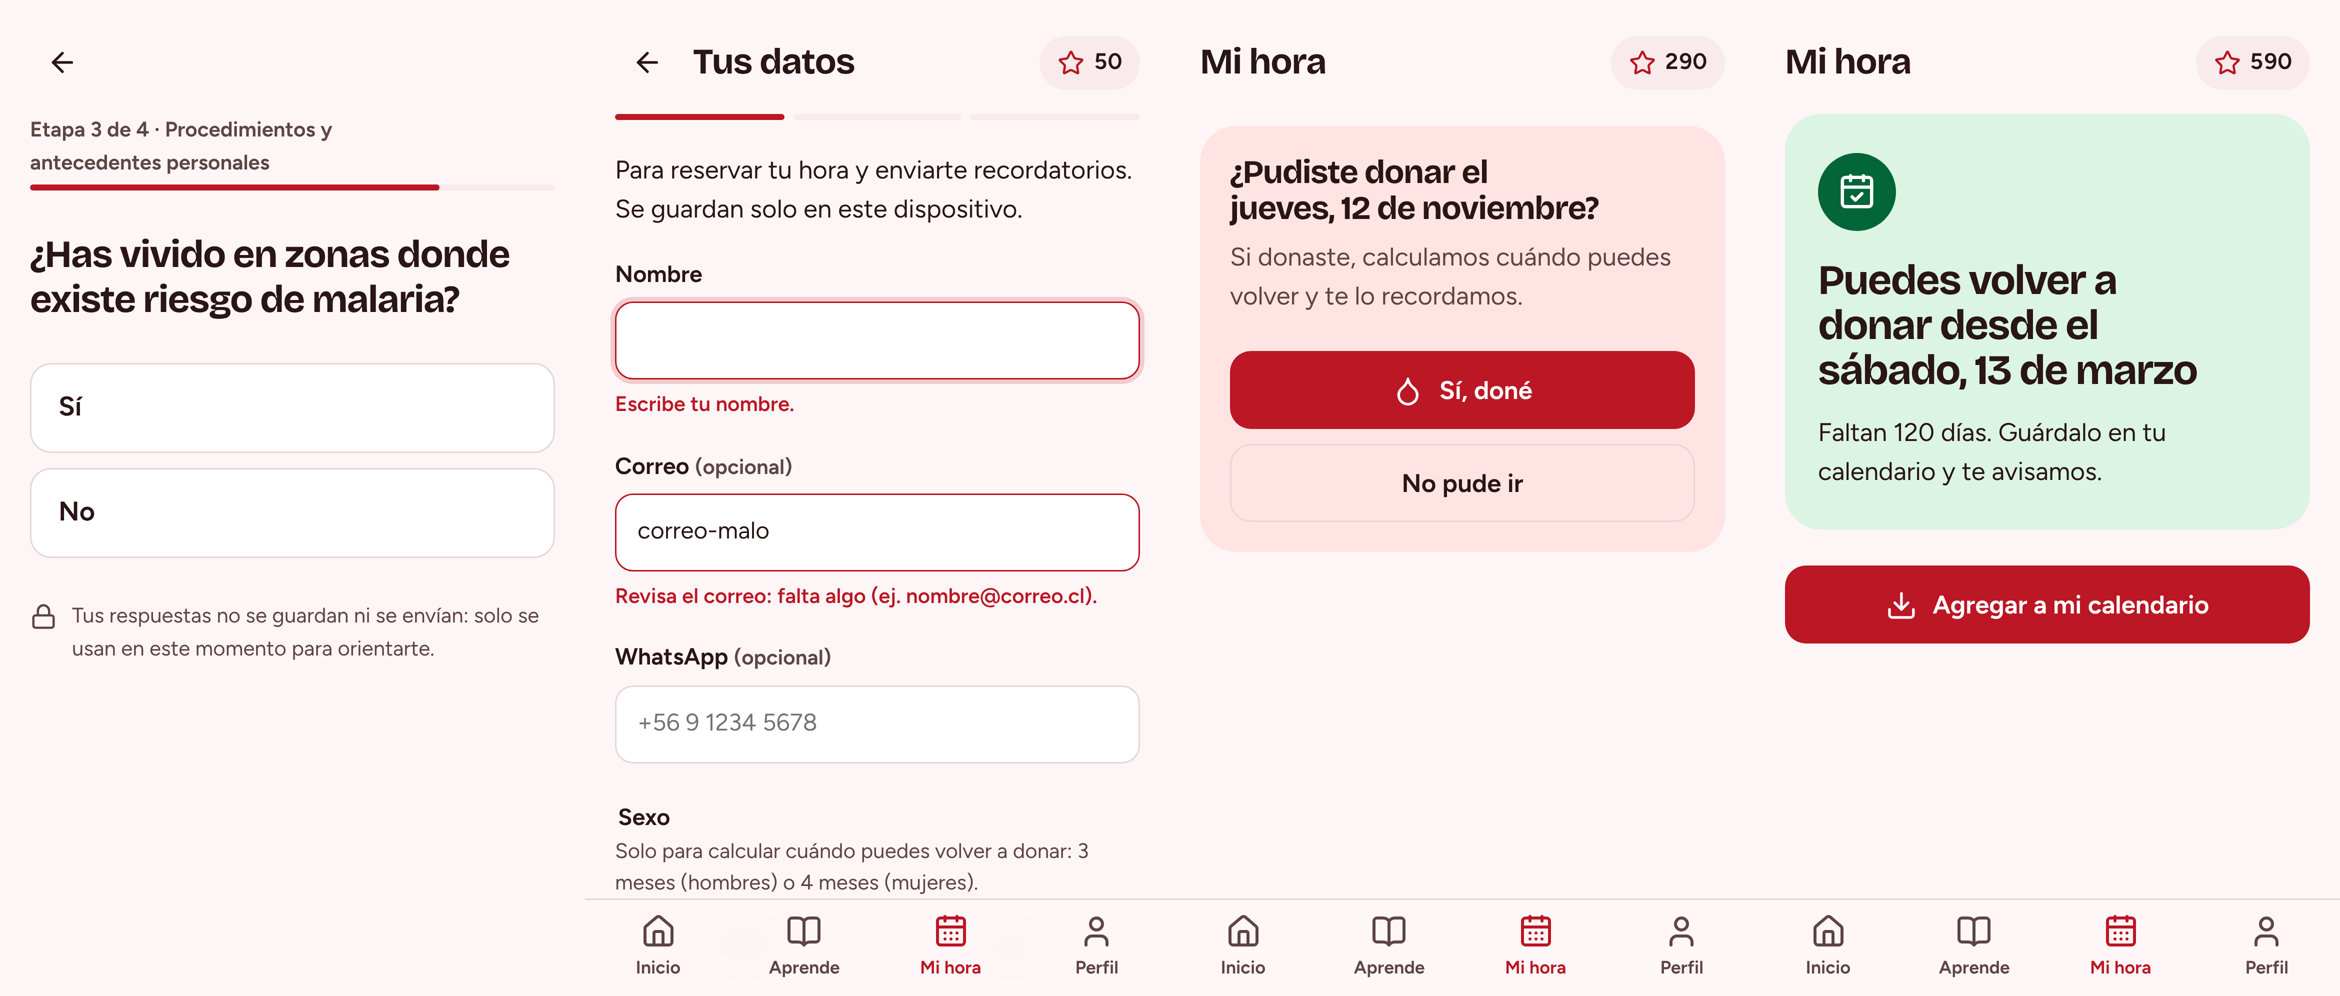 Etapa 3 de 4 · Procedimientos y
antecedentes personales
¿Has vivido en zonas donde
existe riesgo de malaria?
Sí
No
Tus respuestas no se guardan ni se envían: solo se
usan en este momento para orientarte.
Tus datos
50
Para reservar tu hora y enviarte recordatorios.
Se guardan solo en este dispositivo.
Nombre
Escribe tu nombre.
Correo (opcional)
correo-malo
Revisa el correo: falta algo (ej. nombre@correo.cl).
WhatsApp (opcional)
+56 9 1234 5678
Sexo
Solo para calcular cuándo puedes volver a donar: 3
meses (hombres) o 4 meses (mujeres).
Inicio
Aprende
Mi hora
Perfil
Mi hora
290
¿Pudiste donar el
jueves, 12 de noviembre?
Si donaste, calculamos cuándo puedes
volver y te lo recordamos.
Sí, doné
No pude ir
Inicio
Aprende
Mi hora
Perfil
Mi hora
590
Puedes volver a
donar desde el
sábado, 13 de marzo
Faltan 120 días. Guárdalo en tu
calendario y te avisamos.
Agregar a mi calendario
Inicio
Aprende
Mi hora
Perfil